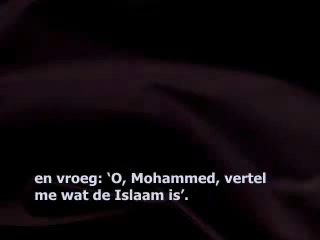 en vroeg: ‘O, Mohammed, vertel
me wat de Islaam is’.